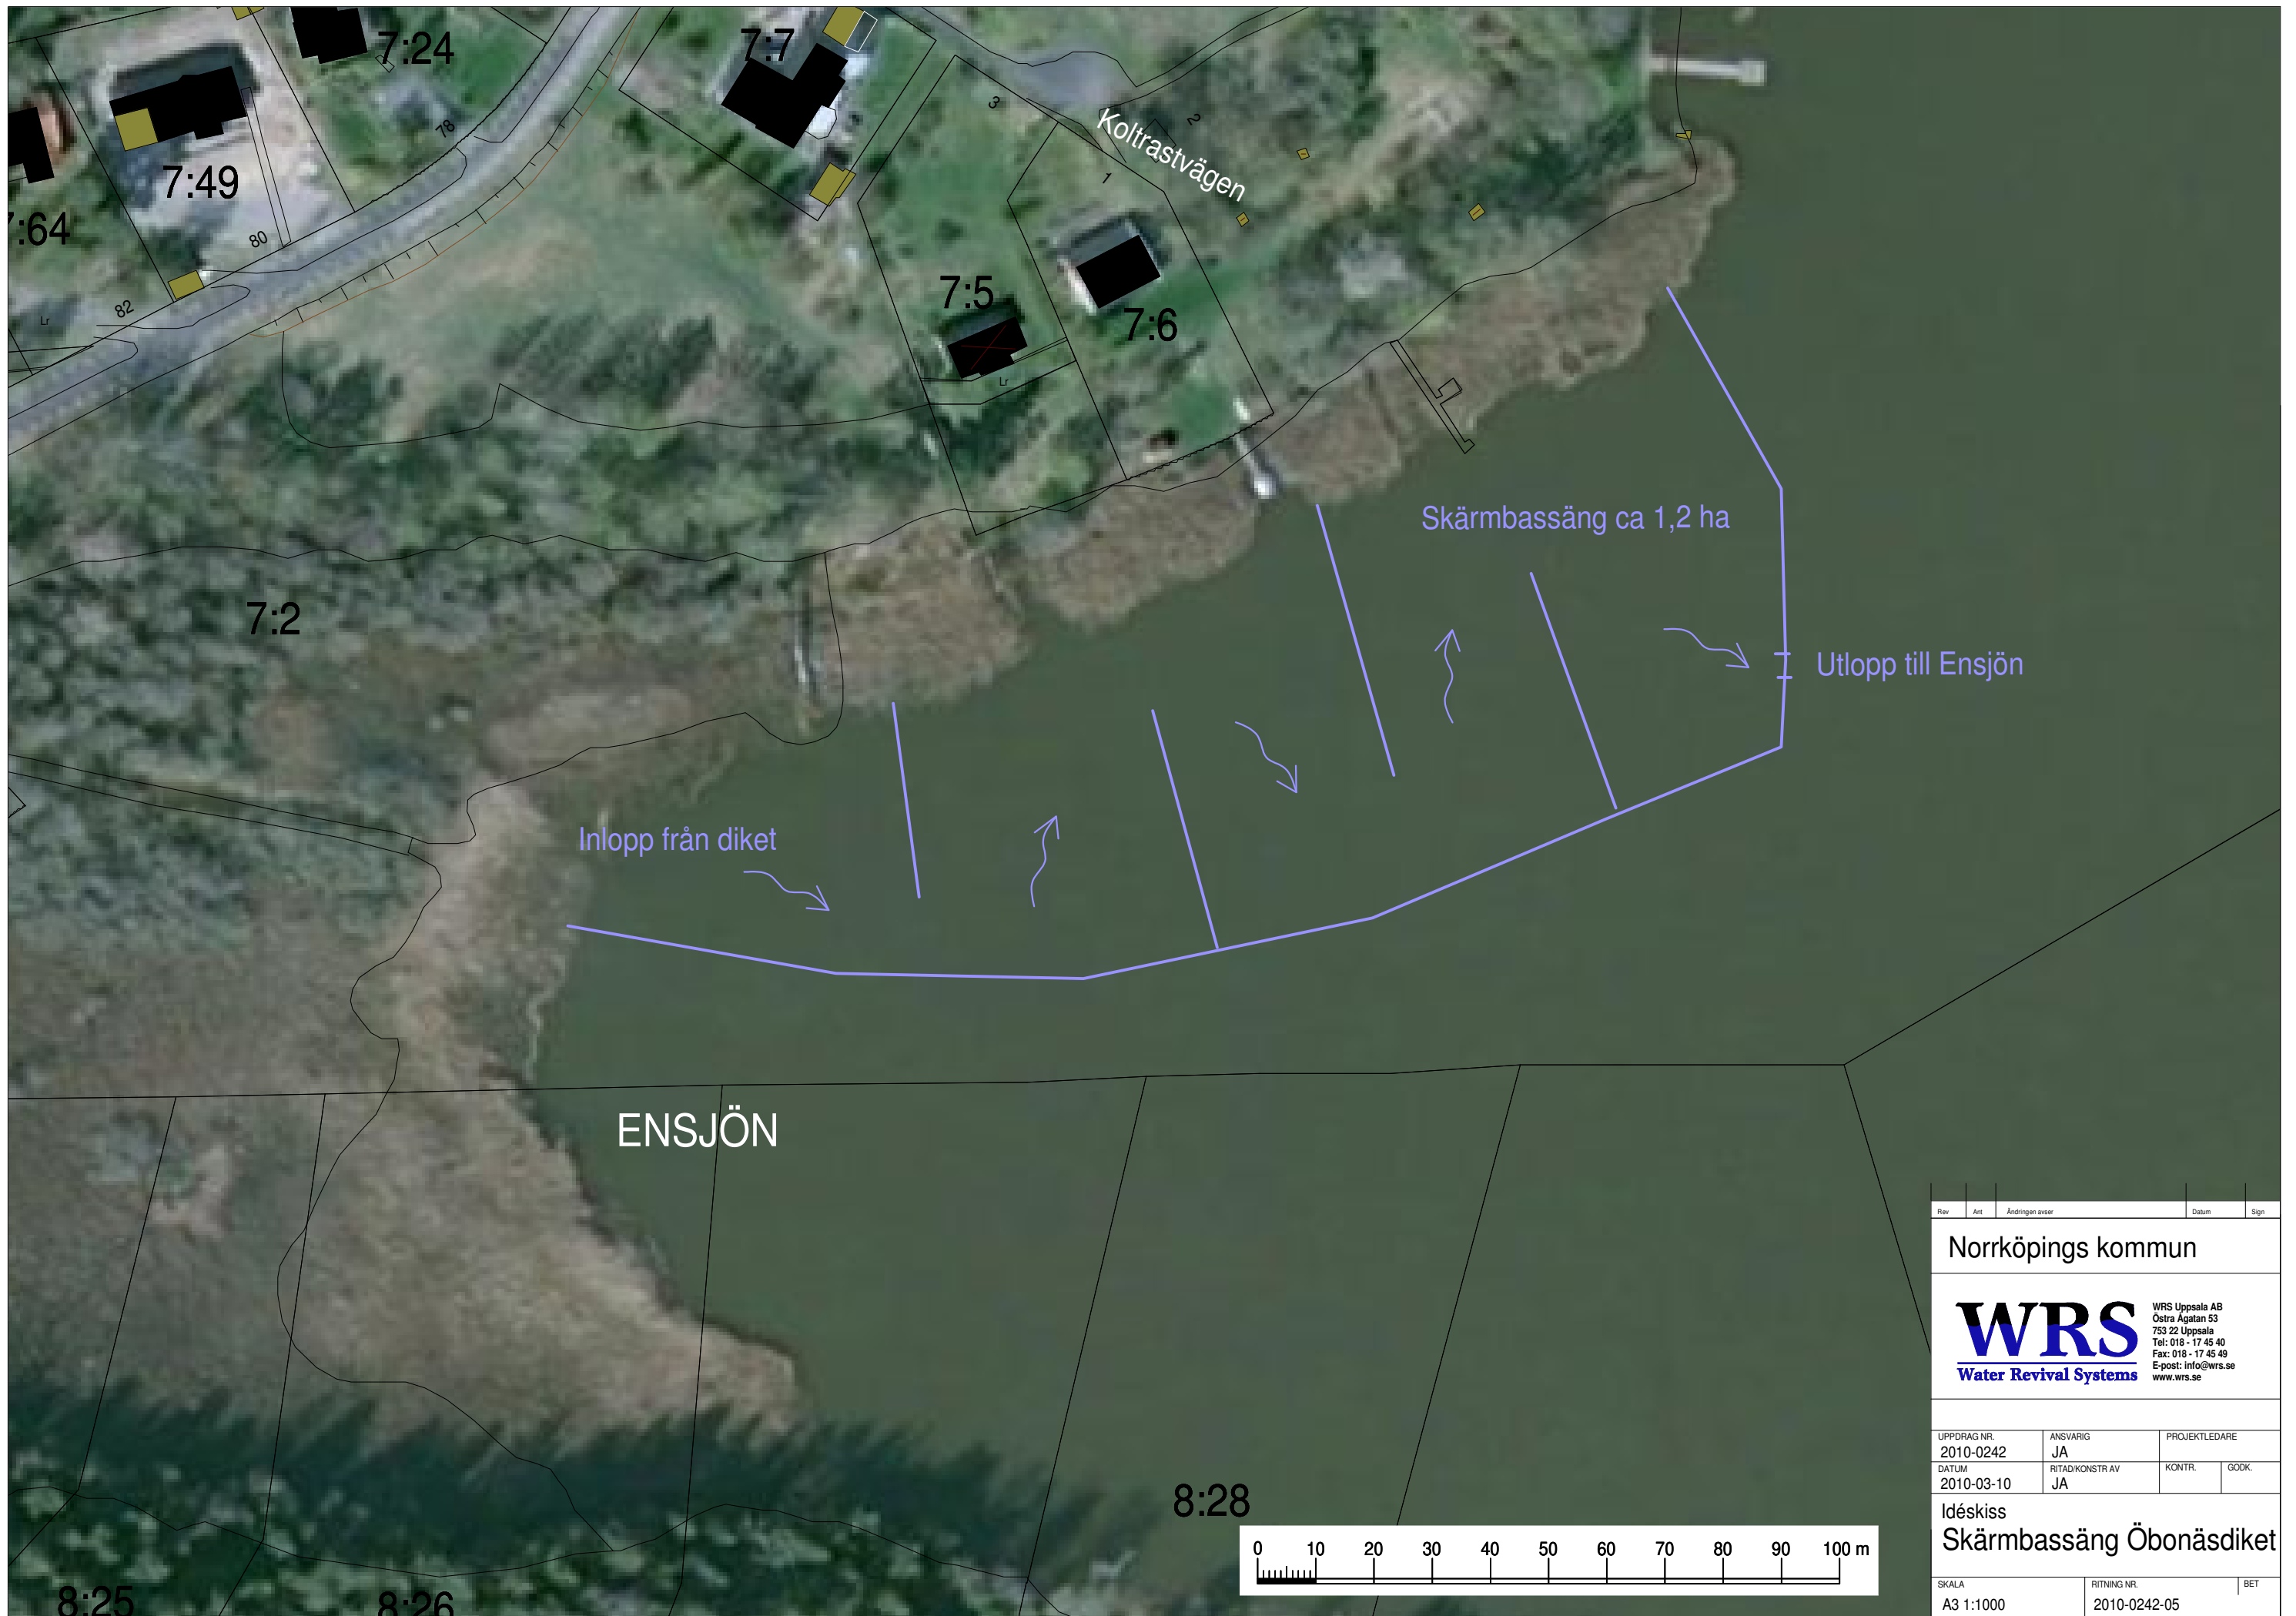 7:24
7:7
78
3
2
Koltrastvägen
1
7:49
:64
80
82
Lr
7:5
7:6
Lr
Skärmbassäng ca 1,2 ha
7:2
Utlopp till Ensjön
Inlopp från diket
ENSJÖN
8:28
8:25
8:26
0 10 20 30 40 50 60 70 80 90 100 m
Rev Ant Ändringen avser Datum Sign
Norrköpings kommun
WRS
Water Revival Systems
WRS Uppsala AB
Östra Ågatan 53
753 22 Uppsala
Tel: 018 - 17 45 40
Fax: 018 - 17 45 49
E-post: info@wrs.se
www.wrs.se
UPPDRAG NR. ANSVARIG PROJEKTLEDARE
2010-0242 JA
DATUM RITAD/KONSTR AV KONTR. GODK.
2010-03-10 JA
Idéskiss
Skärmbassäng Öbonäsdiket
SKALA RITNING NR. BET
A3 1:1000 2010-0242-05